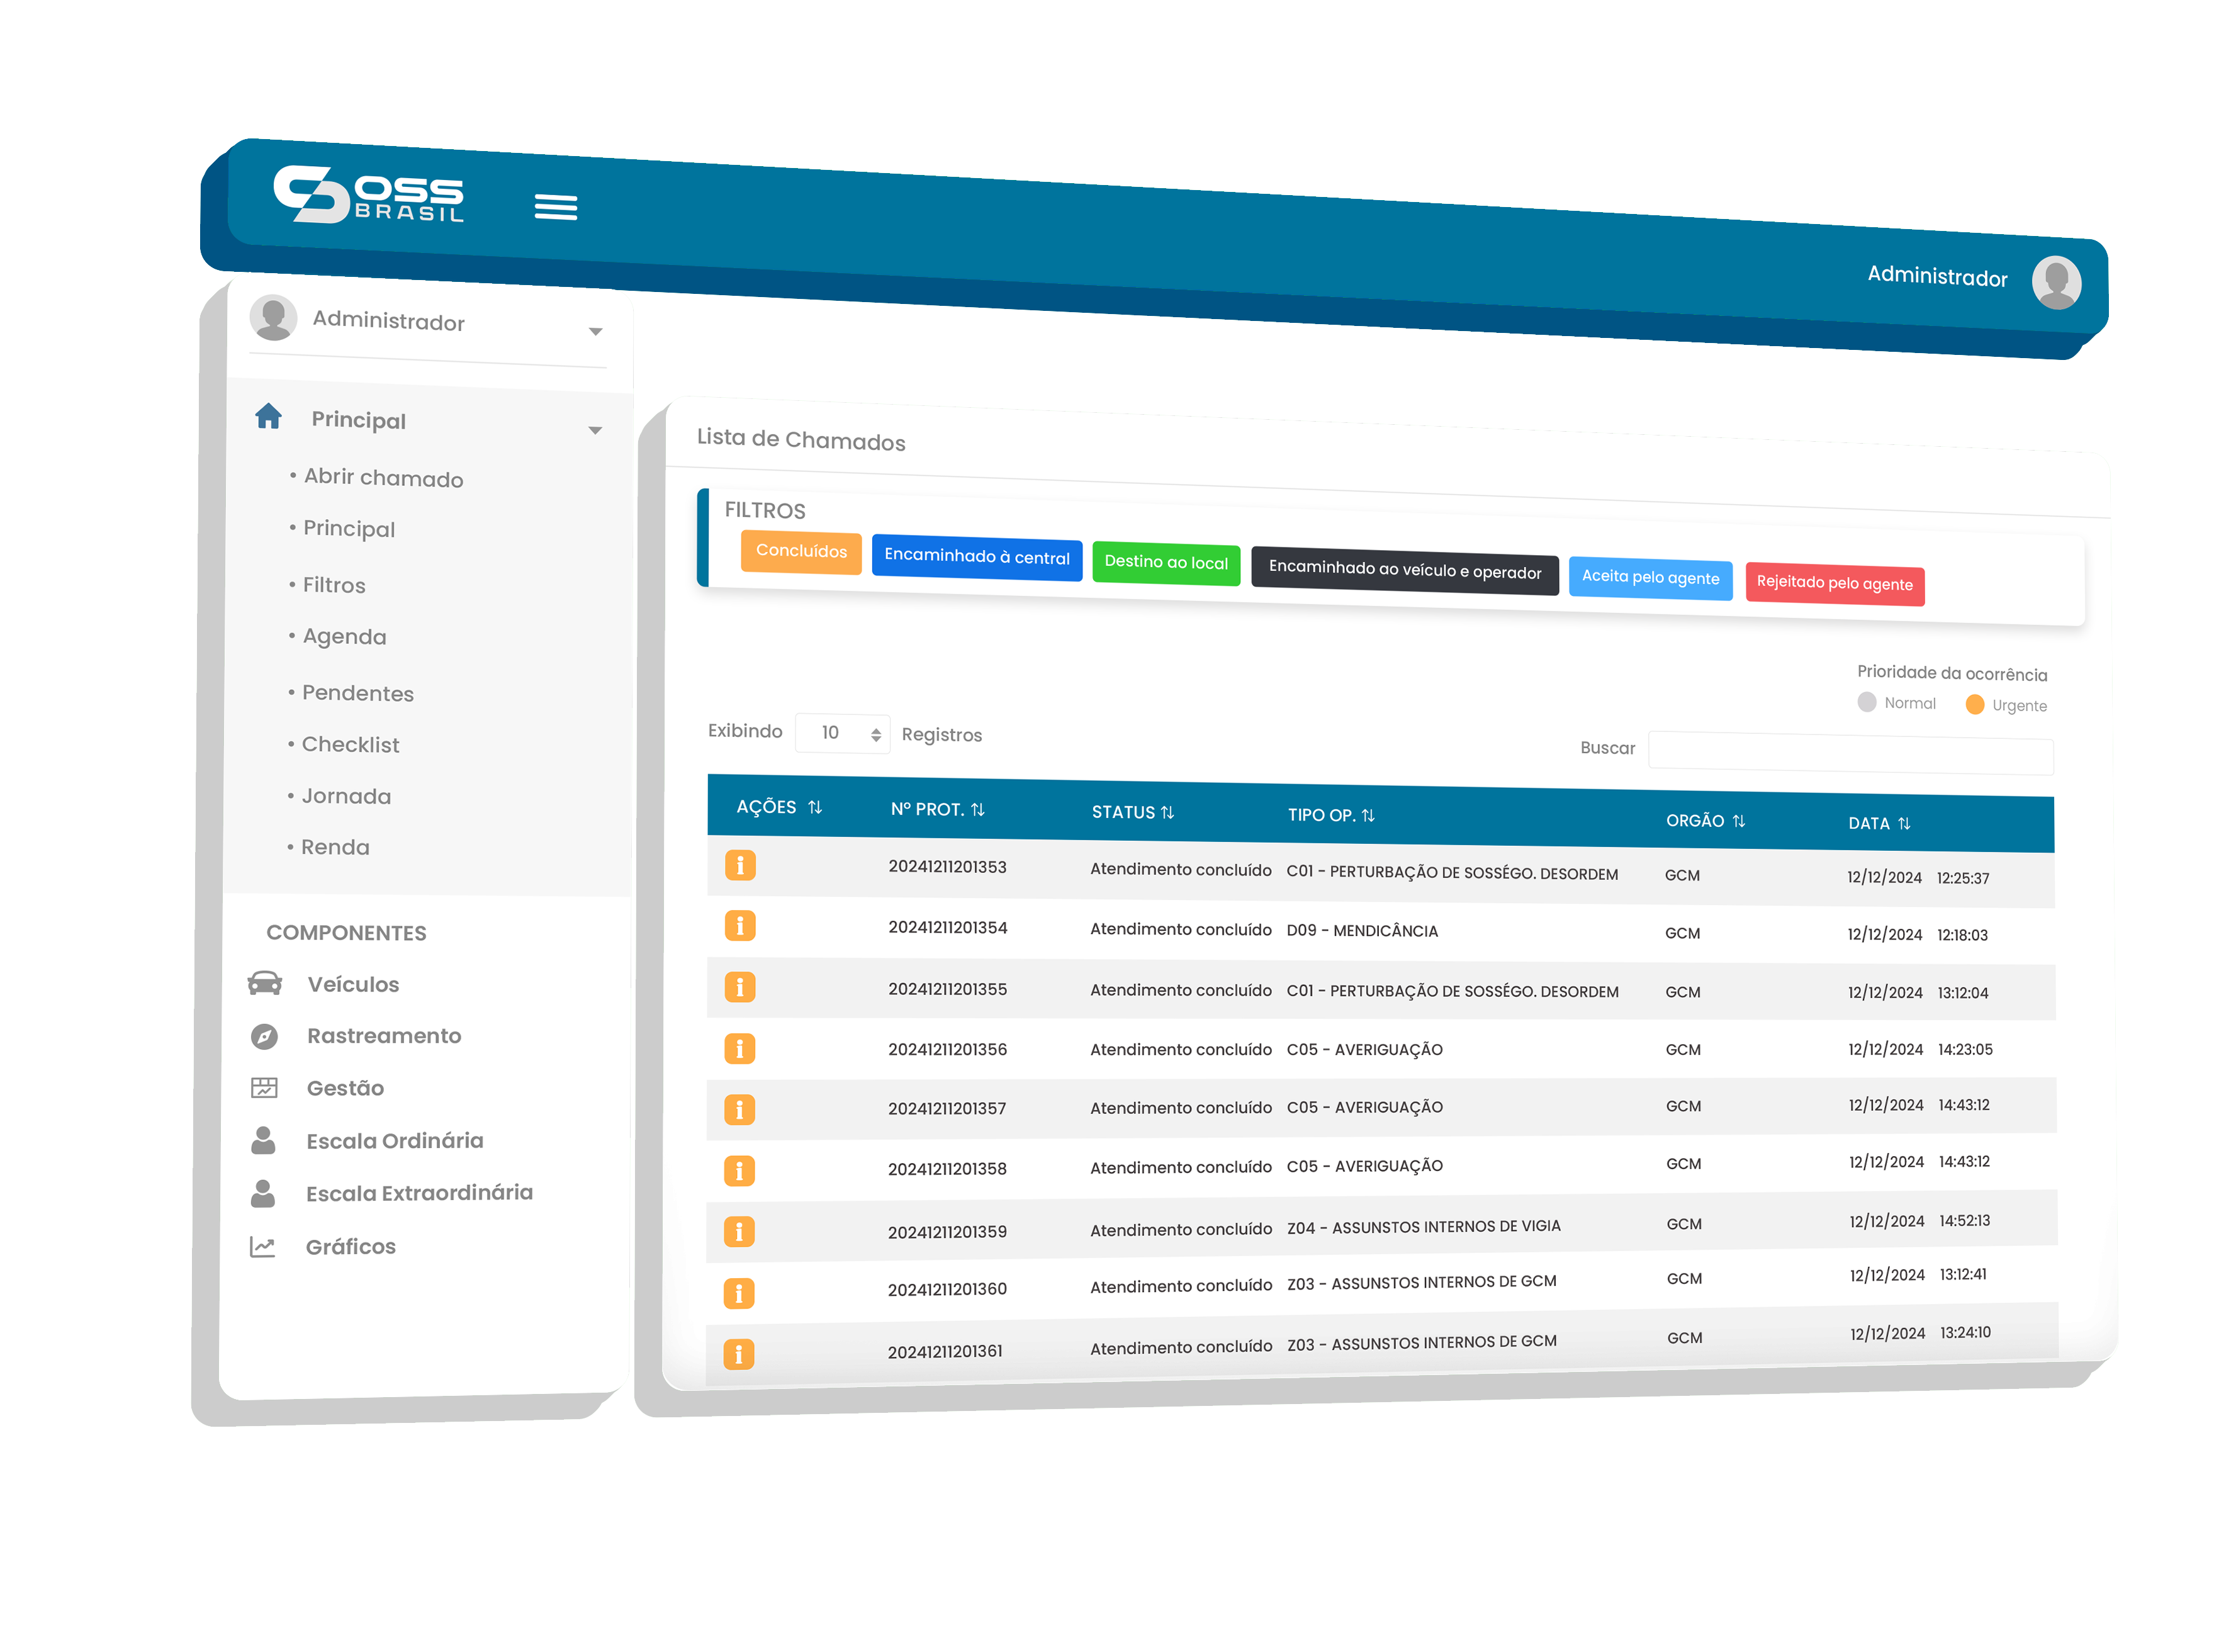 OSS
BRASIL
Administrador
Administrador
Principal
• Abrir chamado
• Principal
• Filtros
• Agenda
• Pendentes
• Checklist
• Jornada
• Renda
COMPONENTES
Veículos
Rastreamento
Gestão
Escala Ordinária
Escala Extraordinária
Gráficos
Lista de Chamados
FILTROS
Concluídos Encaminhado à central Destino ao local Encaminhado ao veículo e operador Aceita pelo agente Rejeitado pelo agente
Prioridade da ocorrência
Normal Urgente
Exibindo 10 Registros Buscar
AÇÕES Nº PROT. STATUS TIPO OP. ORGÃO DATA
20241211201353 Atendimento concluído C01 - PERTURBAÇÃO DE SOSSÉGO. DESORDEM GCM 12/12/2024 12:25:37
20241211201354 Atendimento concluído D09 - MENDICÂNCIA GCM 12/12/2024 12:18:03
20241211201355 Atendimento concluído C01 - PERTURBAÇÃO DE SOSSÉGO. DESORDEM GCM 12/12/2024 13:12:04
20241211201356 Atendimento concluído C05 - AVERIGUAÇÃO GCM 12/12/2024 14:23:05
20241211201357 Atendimento concluído C05 - AVERIGUAÇÃO GCM 12/12/2024 14:43:12
20241211201358 Atendimento concluído C05 - AVERIGUAÇÃO GCM 12/12/2024 14:43:12
20241211201359 Atendimento concluído Z04 - ASSUNSTOS INTERNOS DE VIGIA GCM 12/12/2024 14:52:13
20241211201360 Atendimento concluído Z03 - ASSUNSTOS INTERNOS DE GCM GCM 12/12/2024 13:12:41
20241211201361 Atendimento concluído Z03 - ASSUNSTOS INTERNOS DE GCM GCM 12/12/2024 13:24:10